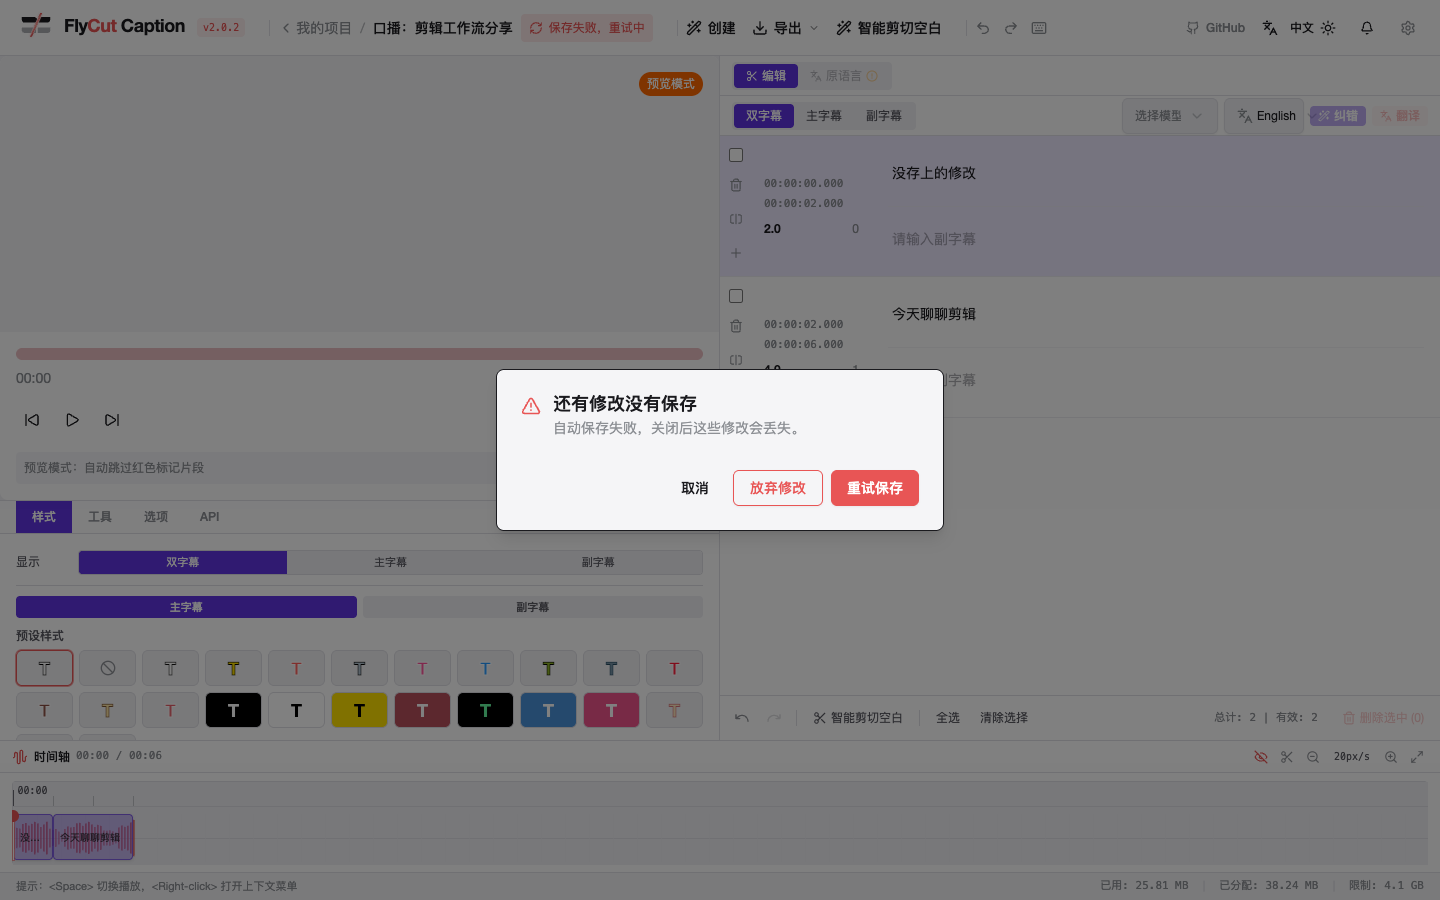 FlyCut Caption v2.0.2 我的项目 / 口播：剪辑工作流分享 保存失败，重试中 创建 导出 智能剪切空白 GitHub 中文
预览模式
编辑 原语言
双字幕 主字幕 副字幕 选择模型 English 纠错 翻译
没存上的修改
00:00:00.000
00:00:02.000
2.0 0
请输入副字幕
今天聊聊剪辑
00:00:02.000
00:00:06.000
字幕
00:00
预览模式：自动跳过红色标记片段
还有修改没有保存
自动保存失败，关闭后这些修改会丢失。
取消 放弃修改 重试保存
样式 工具 选项 API
显示 双字幕 主字幕 副字幕
主字幕 副字幕
预设样式
T T T T T T T T T T
T T T T T T T T T T T
智能剪切空白 全选 清除选择 总计: 2 | 有效: 2 删除选中 (0)
时间轴 00:00 / 00:06 20px/s
00:00
没... 今天聊聊剪辑
提示: <Space> 切换播放, <Right-click> 打开上下文菜单 已用: 25.81 MB 已分配: 38.24 MB 限制: 4.1 GB